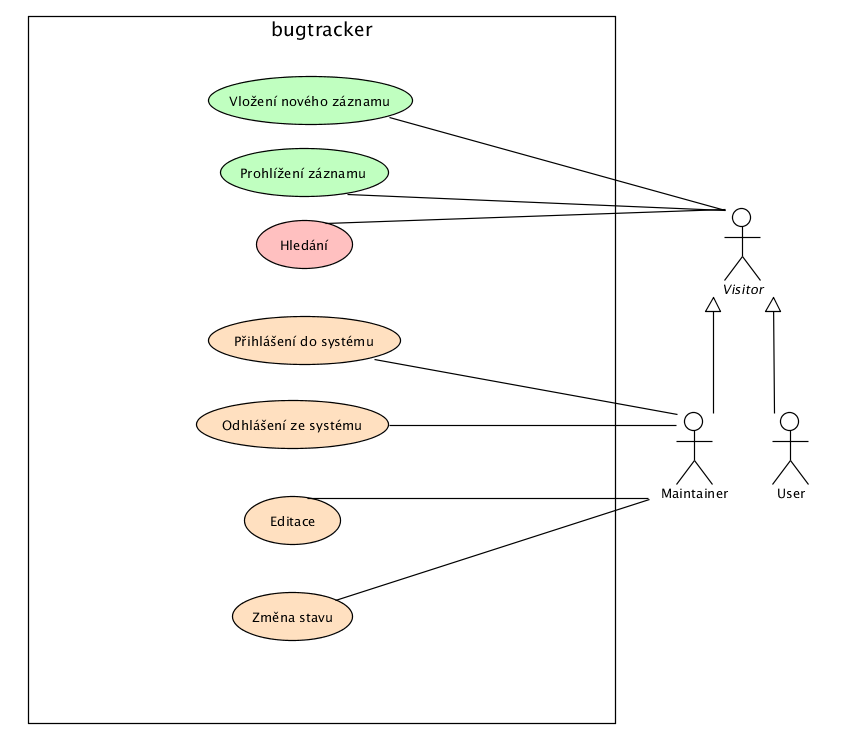 bugtracker
Vložení nového záznamu
Prohlížení záznamu
Hledání
Visitor
Přihlášení do systému
Odhlášení ze systému
Maintainer
User
Editace
Změna stavu